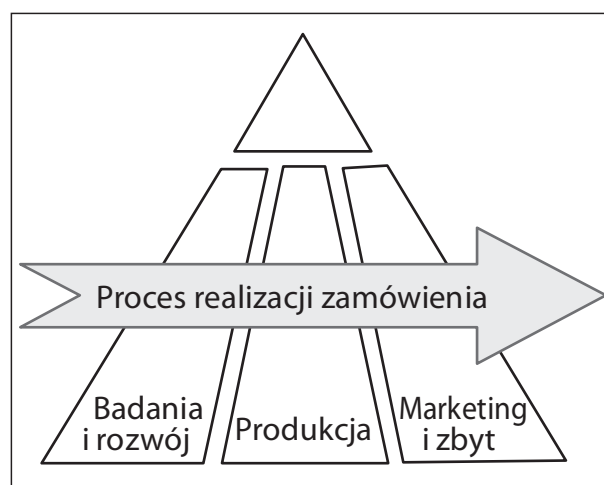 Proces realizacji zamówienia
Badania
i rozwój
Produkcja
Marketing
i zbyt